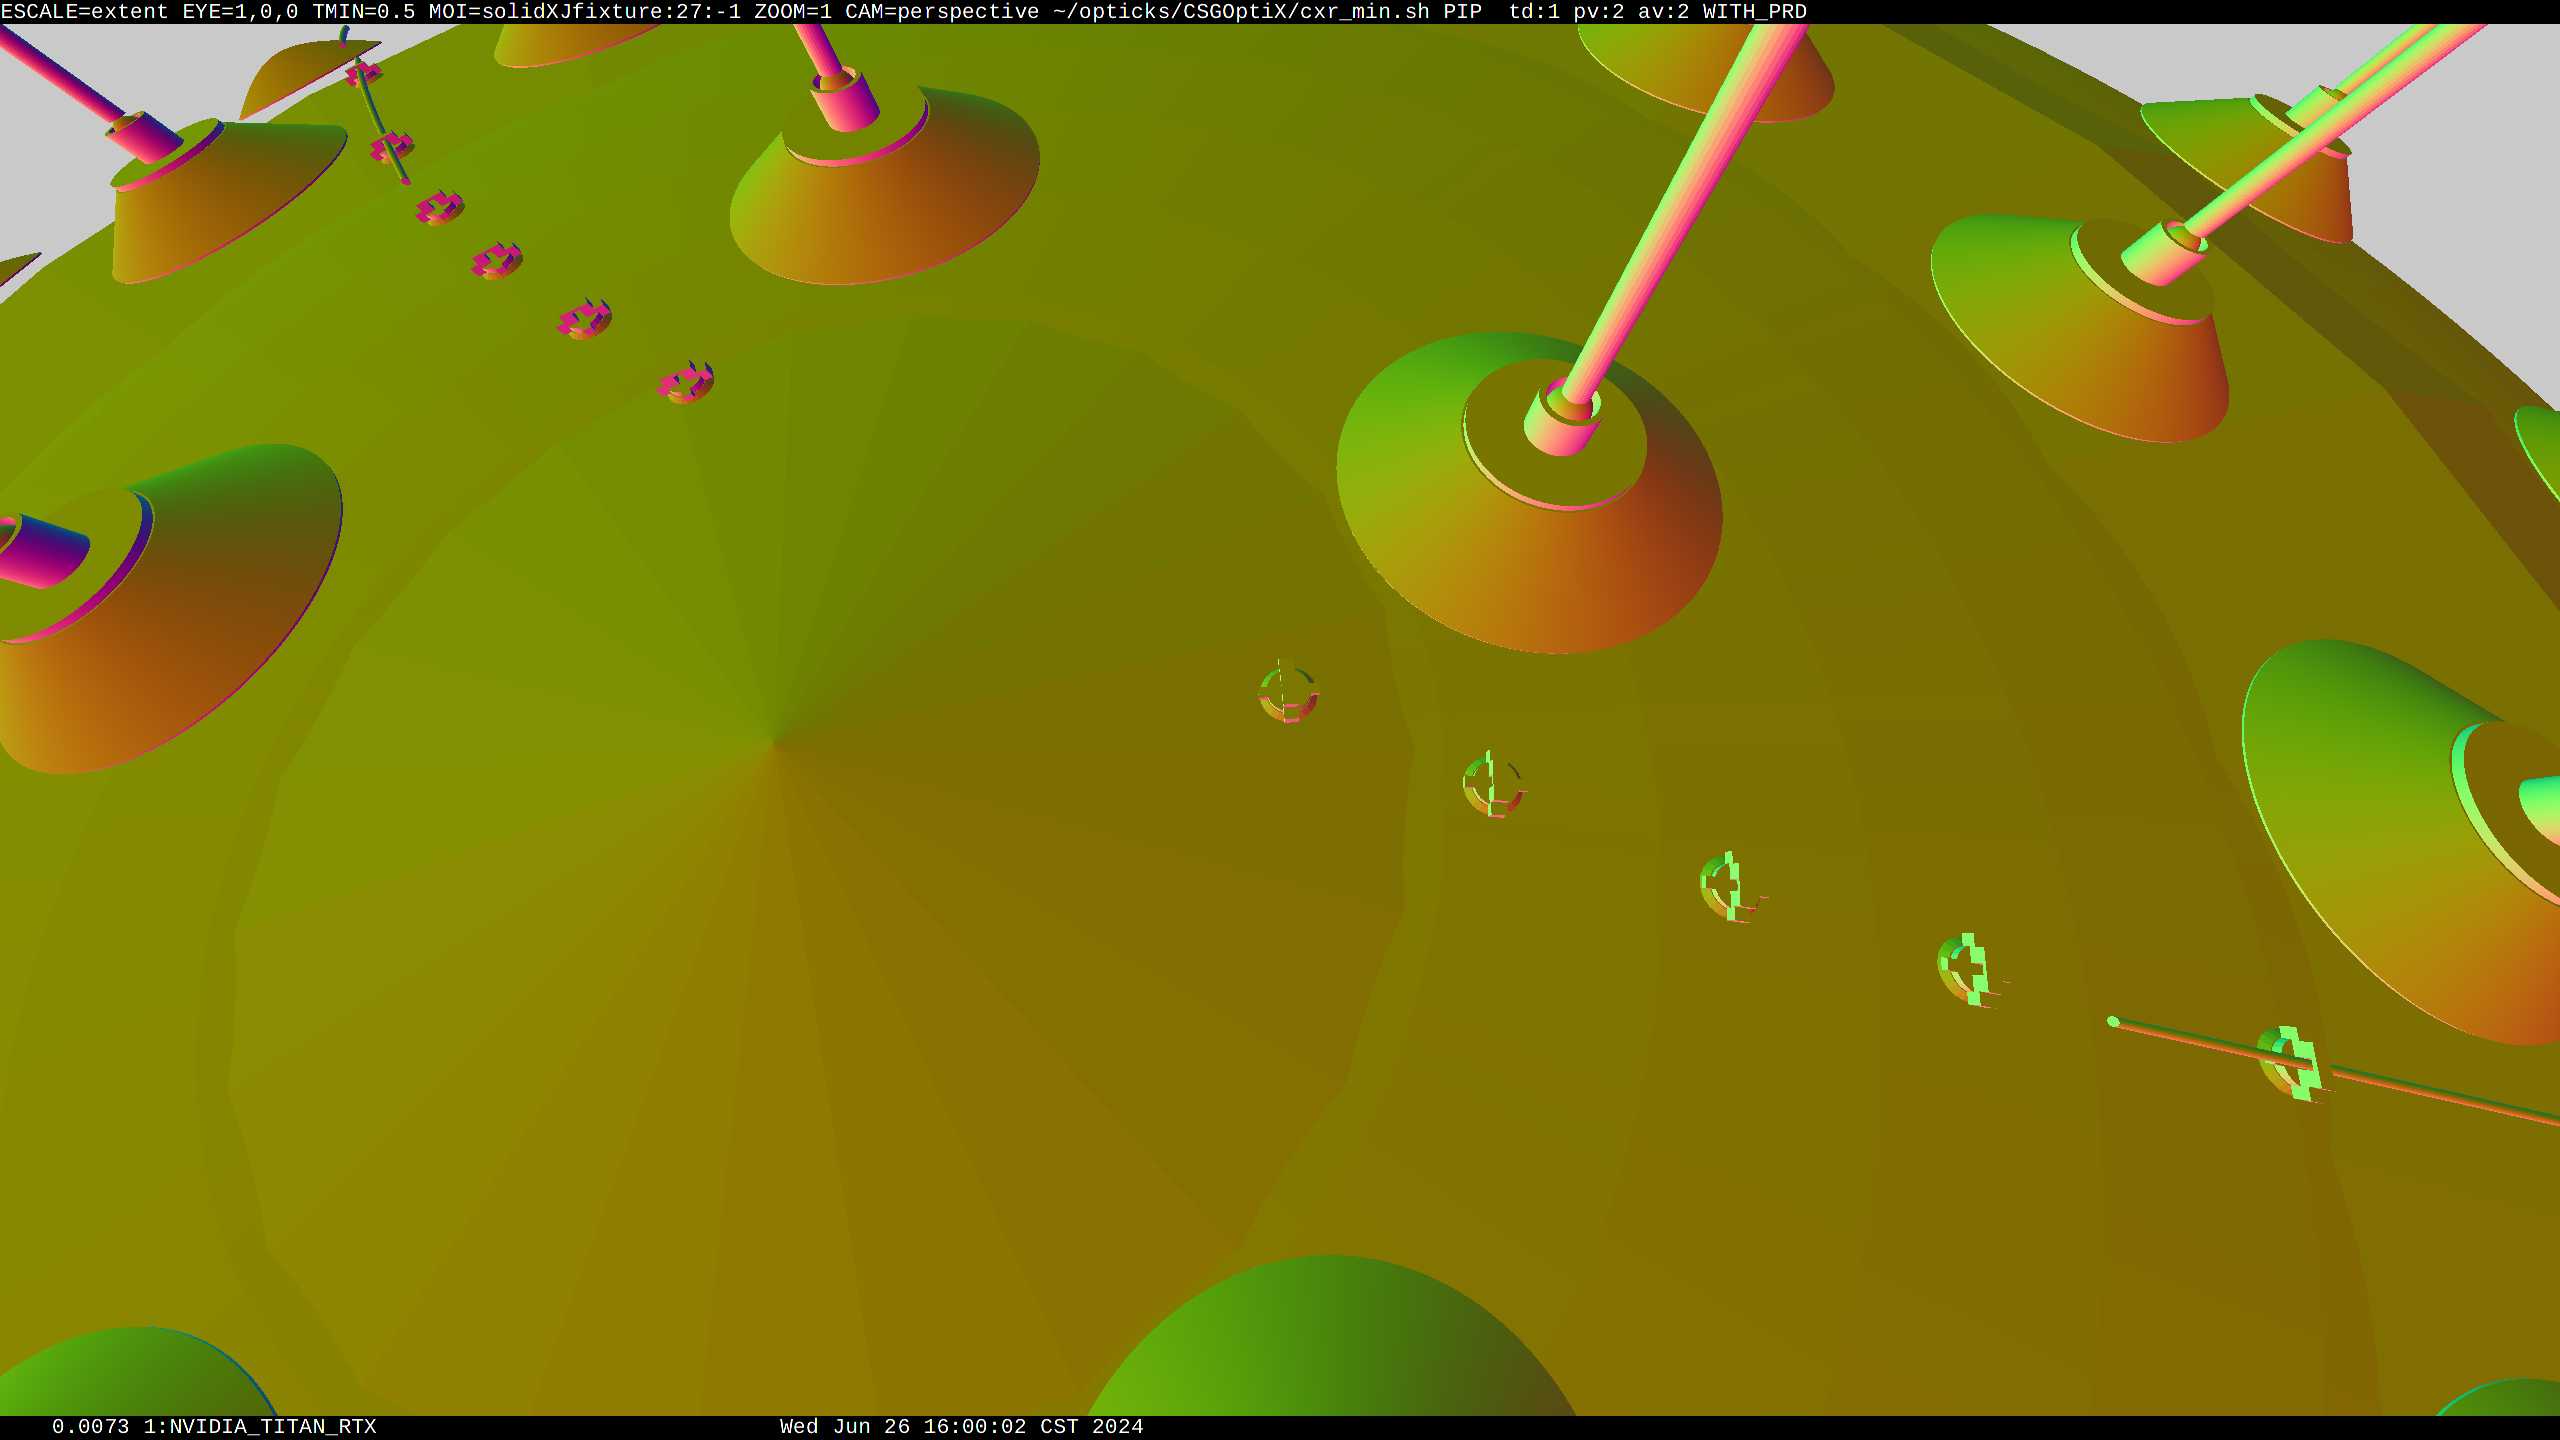 ESCALE=extent EYE=1,0,0 TMIN=0.5 MOI=solidXJfixture:27:-1 ZOOM=1 CAM=perspective ~/opticks/CSGOptiX/cxr_min.sh PIP  td:1 pv:2 av:2 WITH_PRD
0.0073 1:NVIDIA_TITAN_RTX
Wed Jun 26 16:00:02 CST 2024